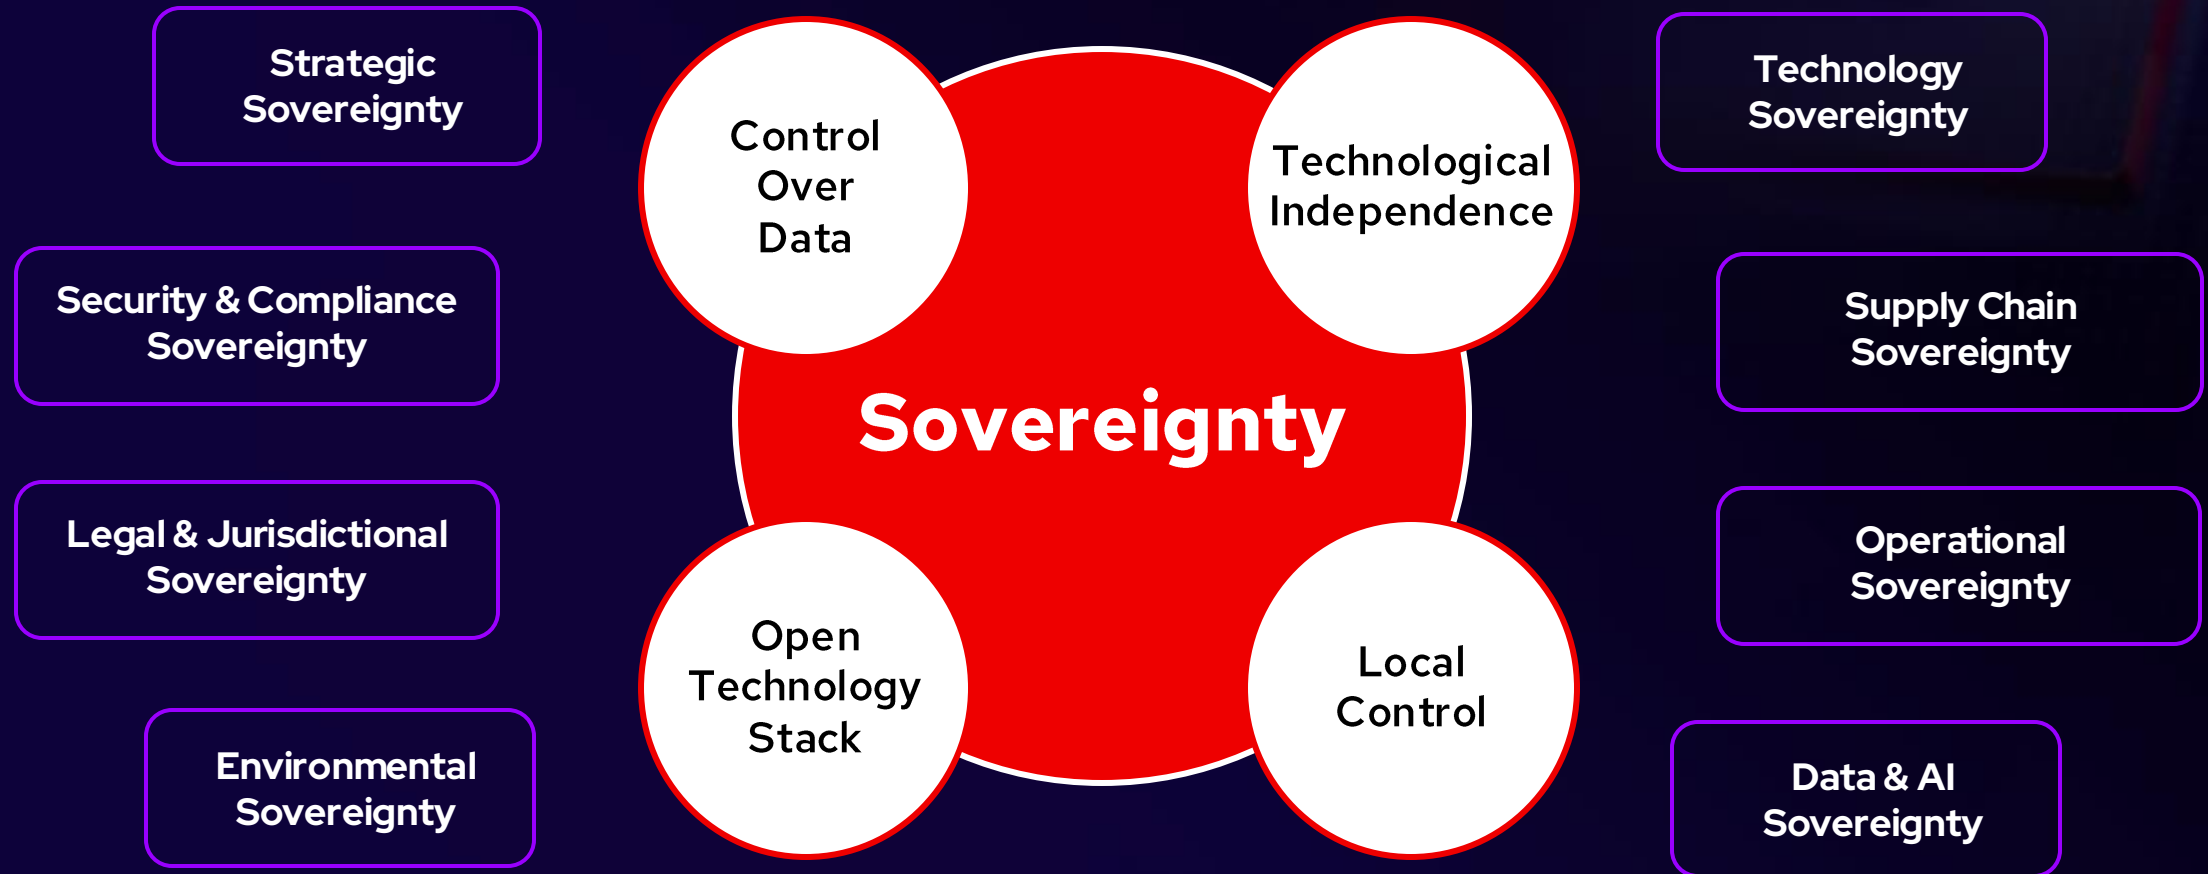 Strategic
Sovereignty
Security & Compliance
Sovereignty
Legal & Jurisdictional
Sovereignty
Environmental
Sovereignty
Control
Over
Data
Technological
Independence
Sovereignty
Open
Technology
Stack
Local
Control
Technology
Sovereignty
Supply Chain
Sovereignty
Operational
Sovereignty
Data & AI
Sovereignty